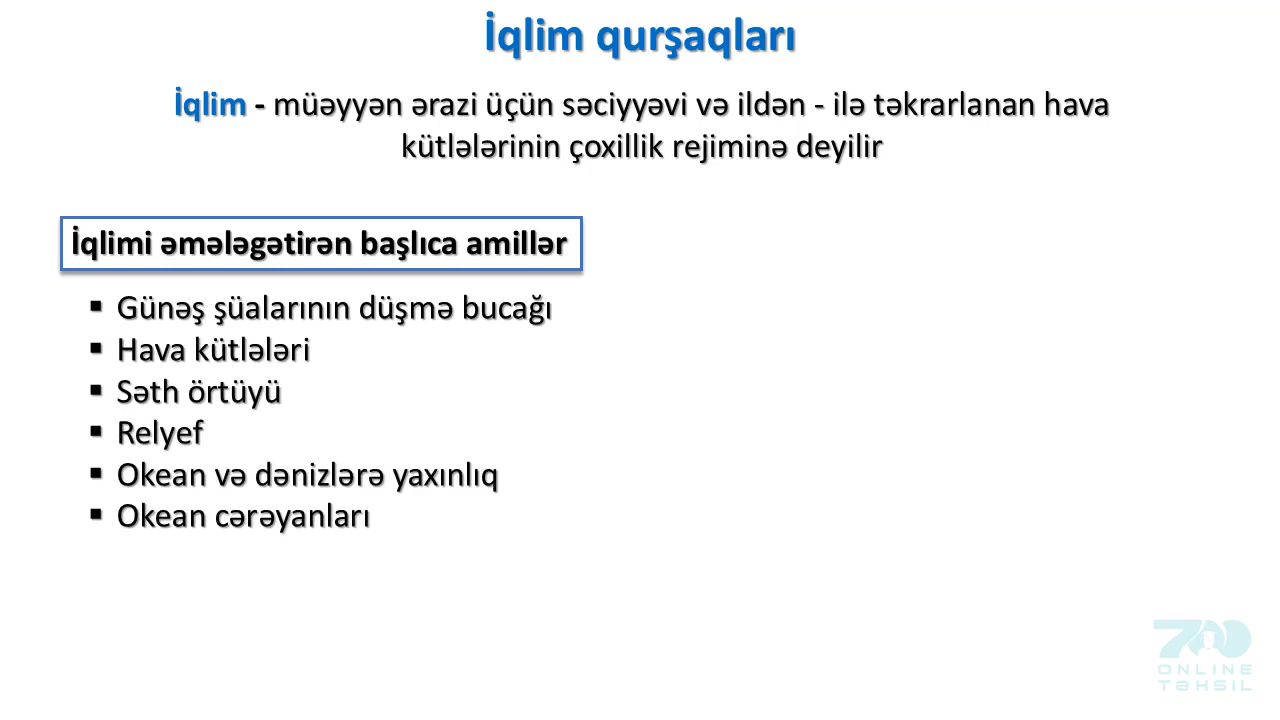 İqlim qurşaqları
İqlim - müəyyən ərazi üçün səciyyəvi və ildən - ilə təkrarlanan hava
kütlələrinin çoxillik rejiminə deyilir
İqlimi əmələgətirən başlıca amillər
▪ Günəş şüalarının düşmə bucağı
▪ Hava kütlələri
▪ Səth örtüyü
▪ Relyef
▪ Okean və dənizlərə yaxınlıq
▪ Okean cərəyanları
700
ONLINE
TƏHSİL